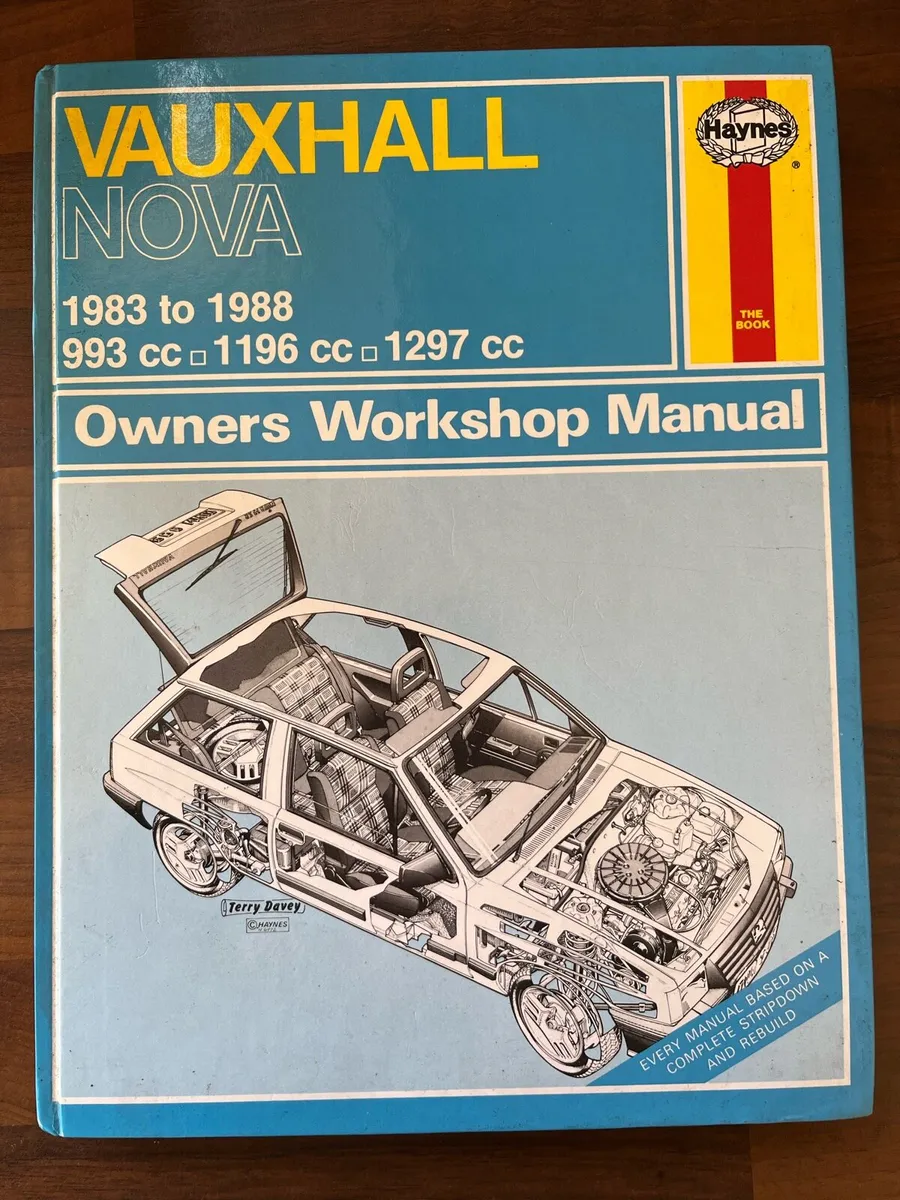 VAUXHALL
NOVA
1983 to 1988
993 cc □ 1196 cc □ 1297 cc
Haynes
®
THE
BOOK
Owners Workshop Manual
VAUXHALL
Terry Davey
© HAYNES
EVERY MANUAL BASED ON A
COMPLETE STRIPDOWN
AND REBUILD